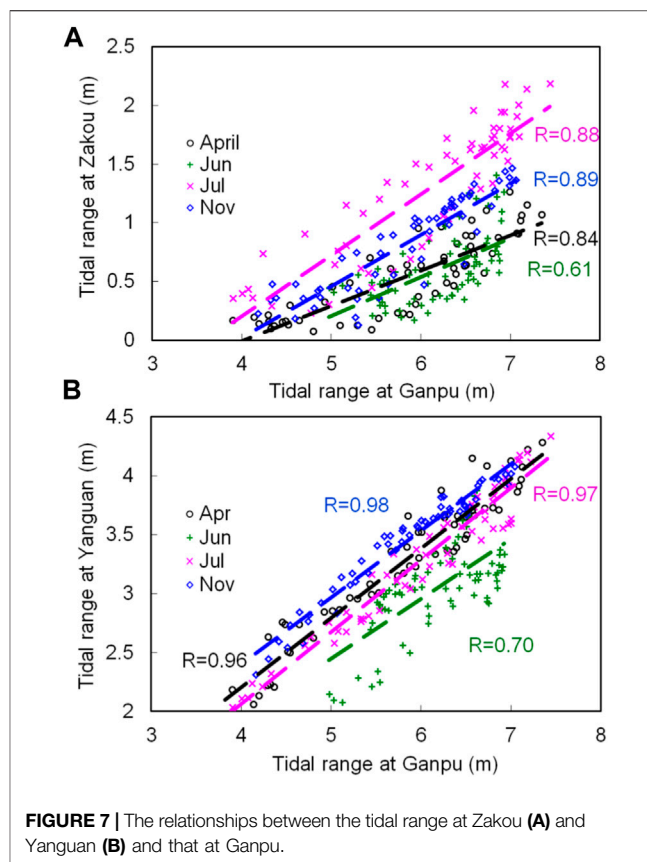 A
Tidal range at Zakou (m)
2.5
2
1.5
1
0.5
0
April
Jun
Jul
Nov
R=0.88
R=0.89
R=0.84
R=0.61
3 4 5 6 7 8
Tidal range at Ganpu (m)
B
Tidal range at Yanguan (m)
4.5
4
3.5
3
2.5
2
Apr
Jun
Jul
Nov
R=0.98
R=0.97
R=0.96
R=0.70
3 4 5 6 7 8
Tidal range at Ganpu (m)
FIGURE 7 | The relationships between the tidal range at Zakou (A) and
Yanguan (B) and that at Ganpu.